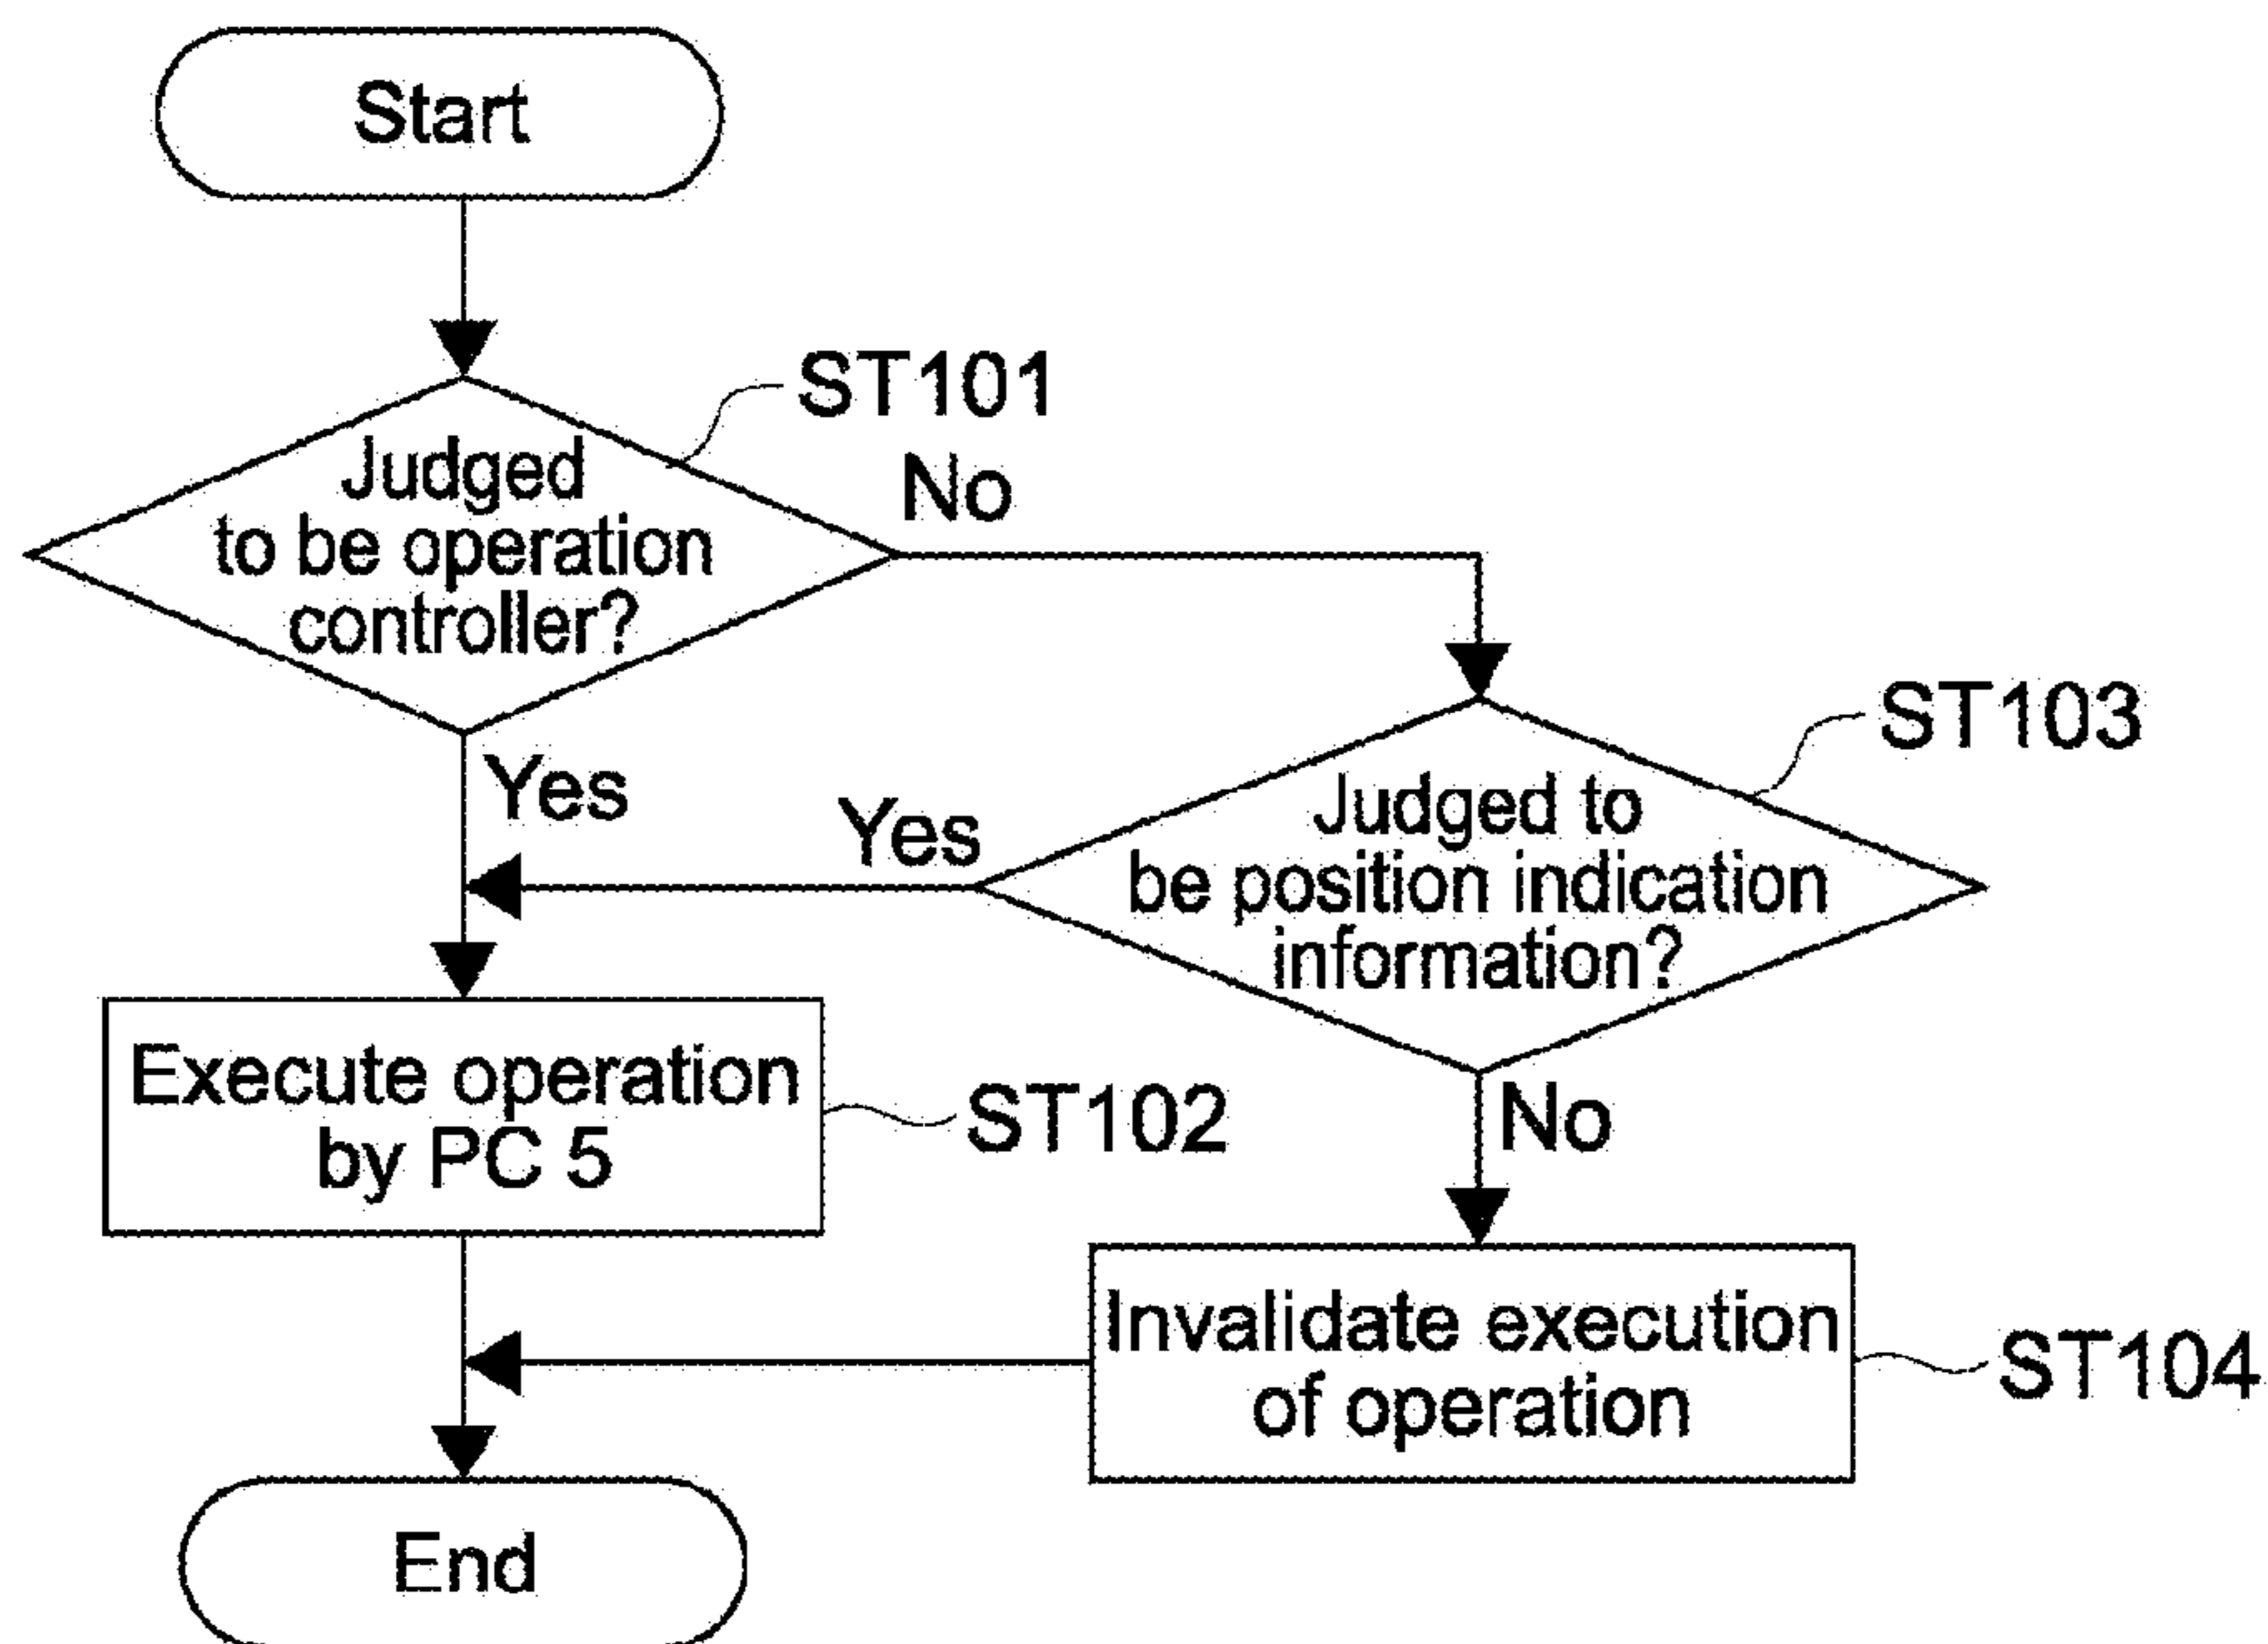 Start
ST101
Judged
to be operation
controller?
No
Yes
ST103
Judged to
be position indication
information?
Yes
No
Execute operation
by PC 5
ST102
Invalidate execution
of operation
ST104
End